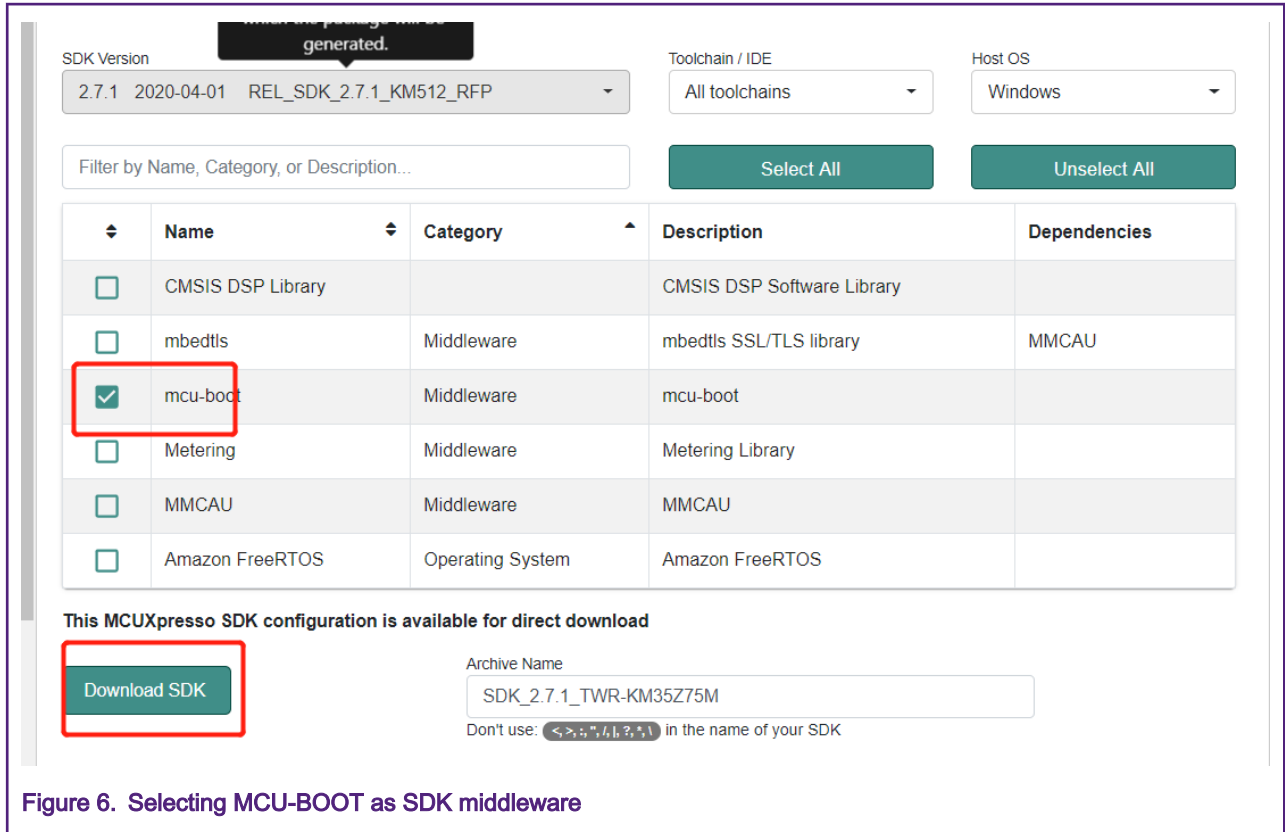 which the package will be
generated.
SDK Version
Toolchain / IDE
Host OS
2.7.1 2020-04-01 REL_SDK_2.7.1_KM512_RFP
All toolchains
Windows
Filter by Name, Category, or Description...
Select All
Unselect All
Name Category Description Dependencies
CMSIS DSP Library CMSIS DSP Software Library
mbedtls Middleware mbedtls SSL/TLS library MMCAU
mcu-boot Middleware mcu-boot
Metering Middleware Metering Library
MMCAU Middleware MMCAU
Amazon FreeRTOS Operating System Amazon FreeRTOS
This MCUXpresso SDK configuration is available for direct download
Download SDK
Archive Name
SDK_2.7.1_TWR-KM35Z75M
Don't use: <,>,:,",/,|,?,*,\ in the name of your SDK
Figure 6. Selecting MCU-BOOT as SDK middleware